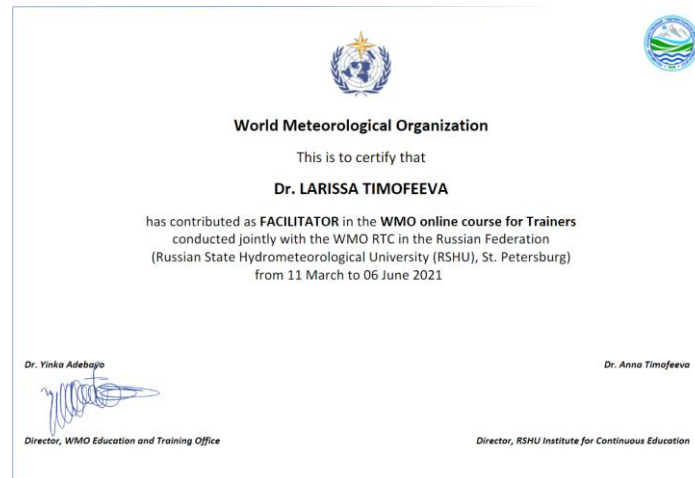 World Meteorological Organization
This is to certify that
Dr. LARISSA TIMOFEEVA
has contributed as FACILITATOR in the WMO online course for Trainers
conducted jointly with the WMO RTC in the Russian Federation
(Russian State Hydrometeorological University (RSHU), St. Petersburg)
from 11 March to 06 June 2021
Dr. Yinka Adebayo
Dr. Anna Timofeeva
Director, WMO Education and Training Office
Director, RSHU Institute for Continuous Education